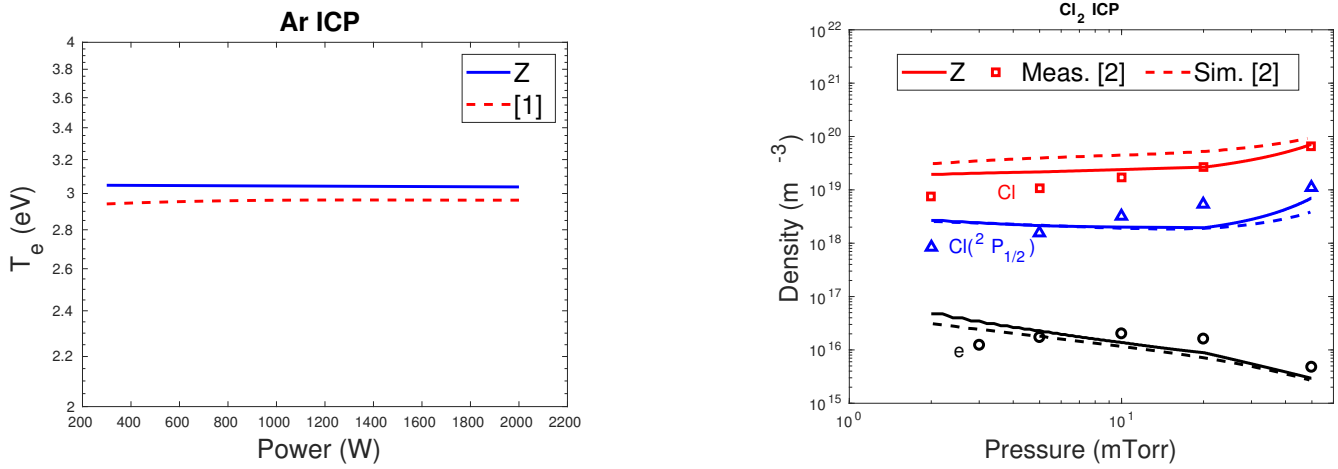 Ar ICP
4
3.8
3.6
3.4
3.2
3
2.8
2.6
2.4
2.2
2
T_e (eV)
Z
[1]
200 400 600 800 1000 1200 1400 1600 1800 2000 2200
Power (W)
Cl_2 ICP
10^22
10^21
10^20
10^19
10^18
10^17
10^16
10^15
Density (m^-3)
Z Meas. [2] Sim. [2]
Cl
Cl(^2 P_1/2)
e
10^0 10^1
Pressure (mTorr)